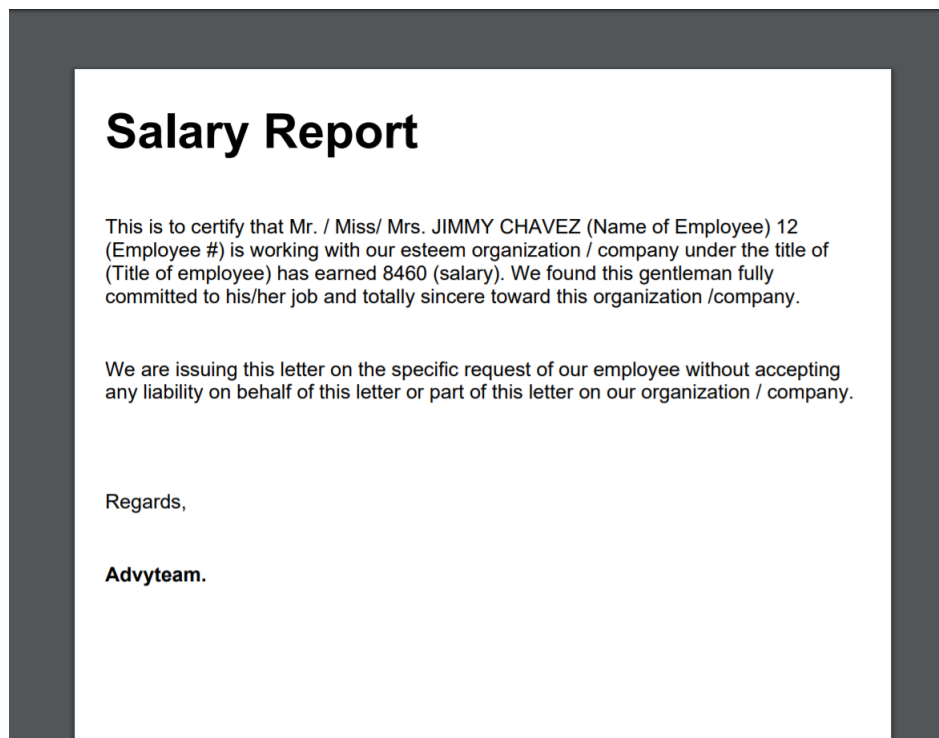 Salary Report
This is to certify that Mr. / Miss/ Mrs. JIMMY CHAVEZ (Name of Employee) 12
(Employee #) is working with our esteem organization / company under the title of
(Title of employee) has earned 8460 (salary). We found this gentleman fully
committed to his/her job and totally sincere toward this organization /company.
We are issuing this letter on the specific request of our employee without accepting
any liability on behalf of this letter or part of this letter on our organization / company.
Regards,
Advyteam.